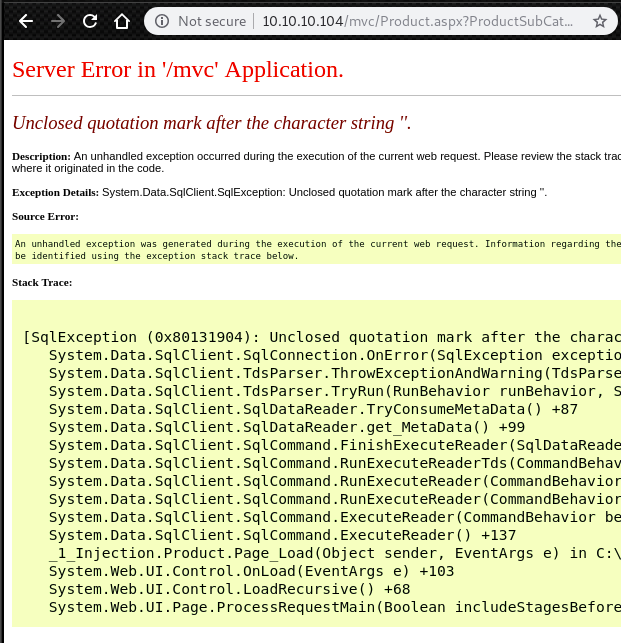 Not secure | 10.10.10.104/mvc/Product.aspx?ProductSubCat...
Server Error in '/mvc' Application.
Unclosed quotation mark after the character string ''.
Description: An unhandled exception occurred during the execution of the current web request. Please review the stack trac
where it originated in the code.
Exception Details: System.Data.SqlClient.SqlException: Unclosed quotation mark after the character string ''.
Source Error:
An unhandled exception was generated during the execution of the current web request. Information regarding the
be identified using the exception stack trace below.
Stack Trace:
[SqlException (0x80131904): Unclosed quotation mark after the charac
System.Data.SqlClient.SqlConnection.OnError(SqlException exceptio
System.Data.SqlClient.TdsParser.ThrowExceptionAndWarning(TdsParse
System.Data.SqlClient.TdsParser.TryRun(RunBehavior runBehavior, S
System.Data.SqlClient.SqlDataReader.TryConsumeMetaData() +87
System.Data.SqlClient.SqlDataReader.get_MetaData() +99
System.Data.SqlClient.SqlCommand.FinishExecuteReader(SqlDataReade
System.Data.SqlClient.SqlCommand.RunExecuteReaderTds(CommandBehav
System.Data.SqlClient.SqlCommand.RunExecuteReader(CommandBehavior
System.Data.SqlClient.SqlCommand.RunExecuteReader(CommandBehavior
System.Data.SqlClient.SqlCommand.ExecuteReader(CommandBehavior be
System.Data.SqlClient.SqlCommand.ExecuteReader() +137
_1_Injection.Product.Page_Load(Object sender, EventArgs e) in C:\
System.Web.UI.Control.OnLoad(EventArgs e) +103
System.Web.UI.Control.LoadRecursive() +68
System.Web.UI.Page.ProcessRequestMain(Boolean includeStagesBefore